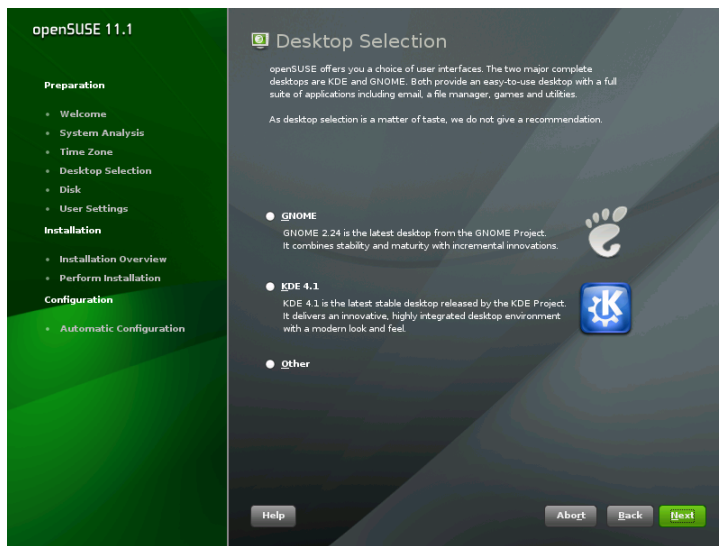 openSUSE 11.1
Preparation
Welcome
System Analysis
Time Zone
Desktop Selection
Disk
User Settings
Installation
Installation Overview
Perform Installation
Configuration
Automatic Configuration
Desktop Selection
openSUSE offers you a choice of user interfaces. The two major complete
desktops are KDE and GNOME. Both provide an easy-to-use desktop with a full
suite of applications including email, a file manager, games and utilities.
As desktop selection is a matter of taste, we do not give a recommendation.
GNOME
GNOME 2.24 is the latest desktop from the GNOME Project.
It combines stability and maturity with incremental innovations.
KDE 4.1
KDE 4.1 is the latest stable desktop released by the KDE Project.
It delivers an innovative, highly integrated desktop environment
with a modern look and feel.
K
Other
Help
Abort
Back
Next